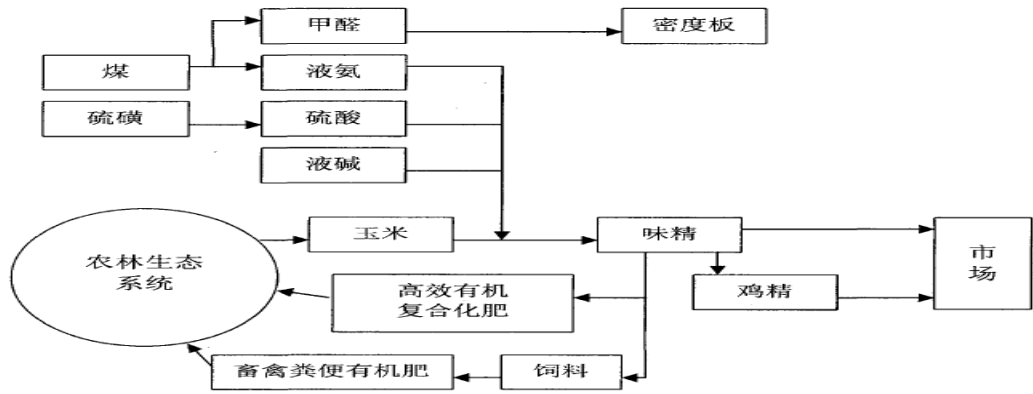 甲醛
密度板
煤
液氨
硫磺
硫酸
液碱
玉米
味精
市
场
农林生态
系统
高效有机
复合化肥
鸡精
畜禽粪便有机肥
饲料